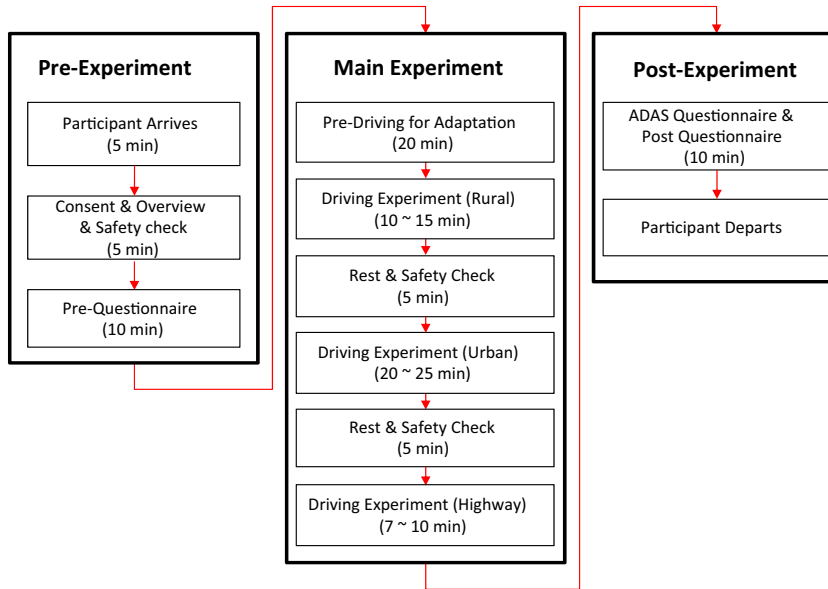 Pre-Experiment
Participant Arrives
(5 min)
Consent & Overview
& Safety check
(5 min)
Pre-Questionnaire
(10 min)
Main Experiment
Pre-Driving for Adaptation
(20 min)
Driving Experiment (Rural)
(10 ~ 15 min)
Rest & Safety Check
(5 min)
Driving Experiment (Urban)
(20 ~ 25 min)
Rest & Safety Check
(5 min)
Driving Experiment (Highway)
(7 ~ 10 min)
Post-Experiment
ADAS Questionnaire &
Post Questionnaire
(10 min)
Participant Departs